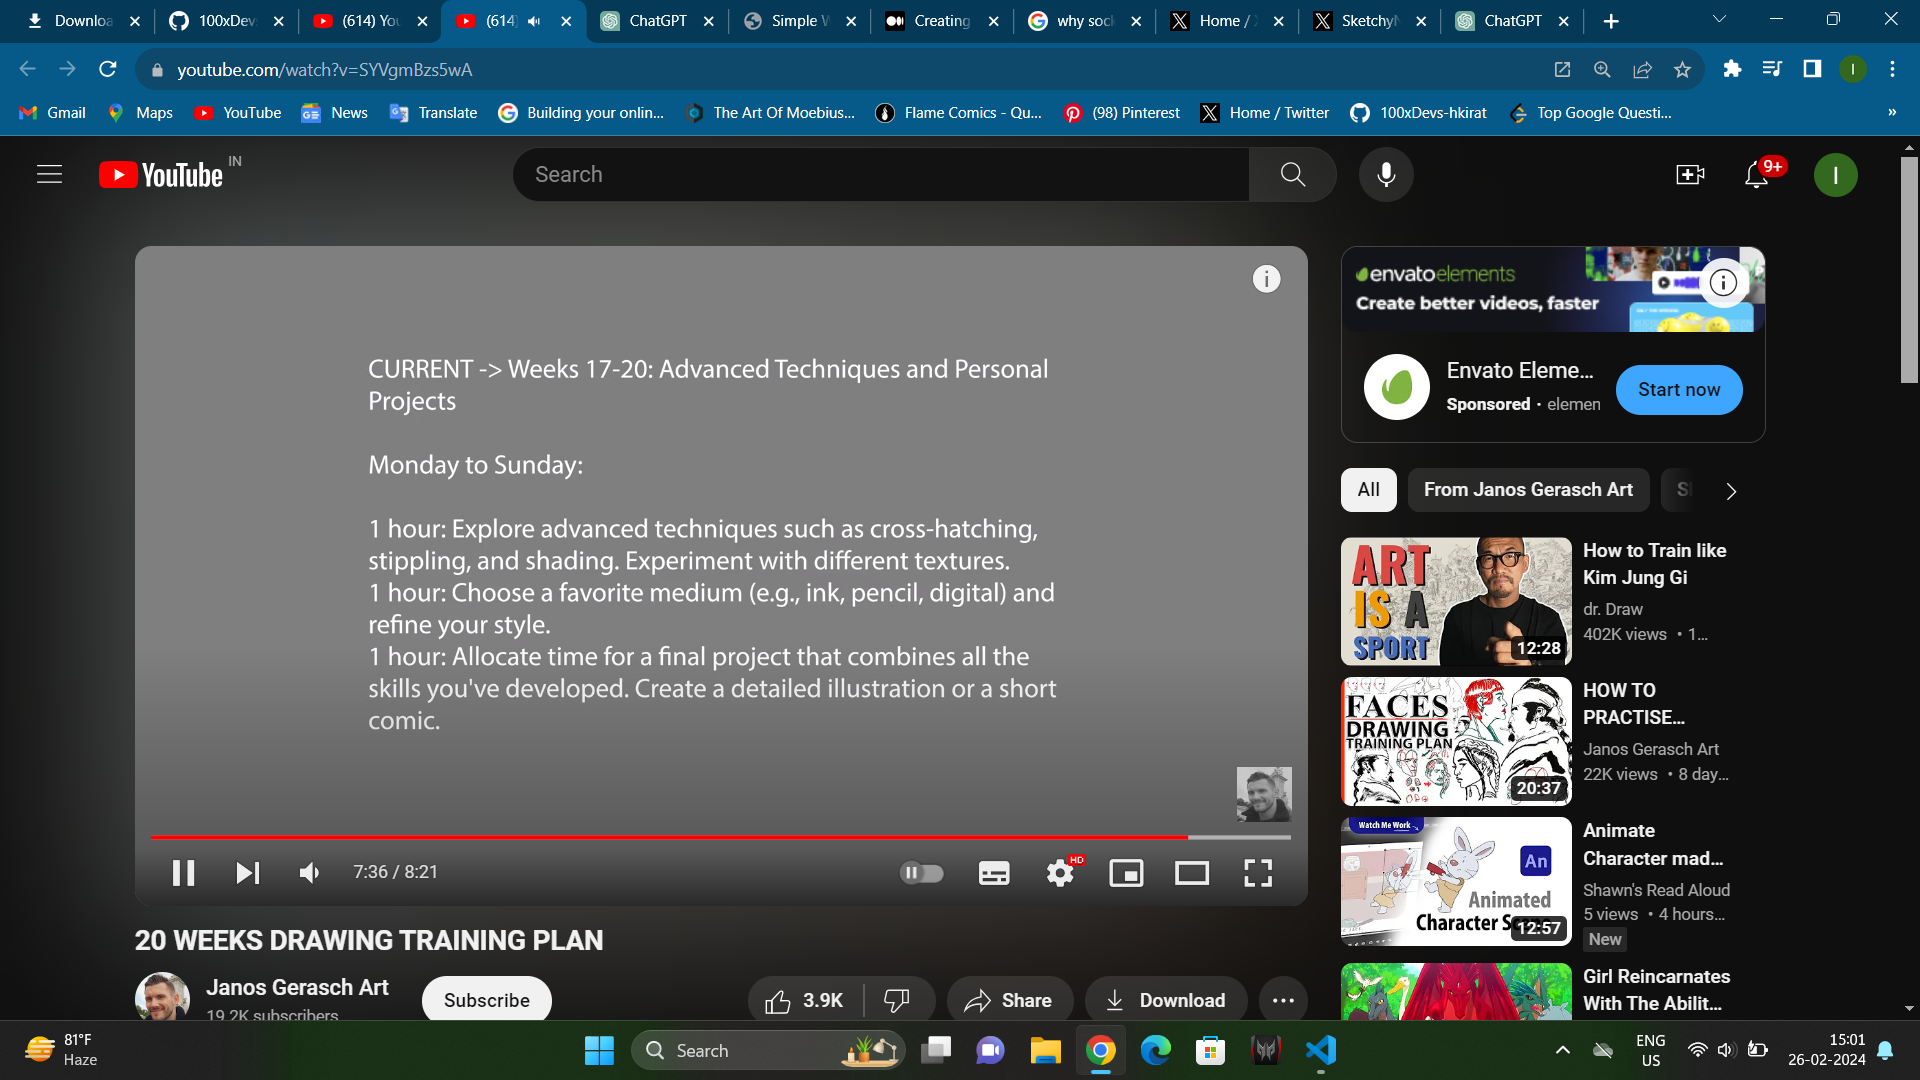 Downloa
100xDev
(614) You
(614)
ChatGPT
Simple
Creating
why sock
Home /
Sketchy
ChatGPT
youtube.com/watch?v=SYVgmBzs5wA
I
Gmail
Maps
YouTube
News
Translate
Building your onlin...
The Art Of Moebius...
Flame Comics - Qu...
(98) Pinterest
Home / Twitter
100xDevs-hkirat
Top Google Questi...
»
YouTube IN
Search
9+
I
CURRENT -> Weeks 17-20: Advanced Techniques and Personal
Projects
Monday to Sunday:
1 hour: Explore advanced techniques such as cross-hatching,
stippling, and shading. Experiment with different textures.
1 hour: Choose a favorite medium (e.g., ink, pencil, digital) and
refine your style.
1 hour: Allocate time for a final project that combines all the
skills you've developed. Create a detailed illustration or a short
comic.
7:36 / 8:21
HD
20 WEEKS DRAWING TRAINING PLAN
Janos Gerasch Art
19.2K subscribers
Subscribe
3.9K
Share
Download
envatoelements
Create better videos, faster
Envato Eleme...
Sponsored · elemen
Start now
All
From Janos Gerasch Art
ART
IS A
SPORT
12:28
How to Train like
Kim Jung Gi
dr. Draw
402K views • 1...
FACES
DRAWING
TRAINING PLAN
20:37
HOW TO
PRACTISE...
Janos Gerasch Art
22K views • 8 day...
Watch Me Work
An
Animated
Character
12:57
Animate
Character mad...
Shawn's Read Aloud
5 views • 4 hours...
New
Girl Reincarnates
With The Abilit...
81°F
Haze
Search
ENG
US
15:01
26-02-2024